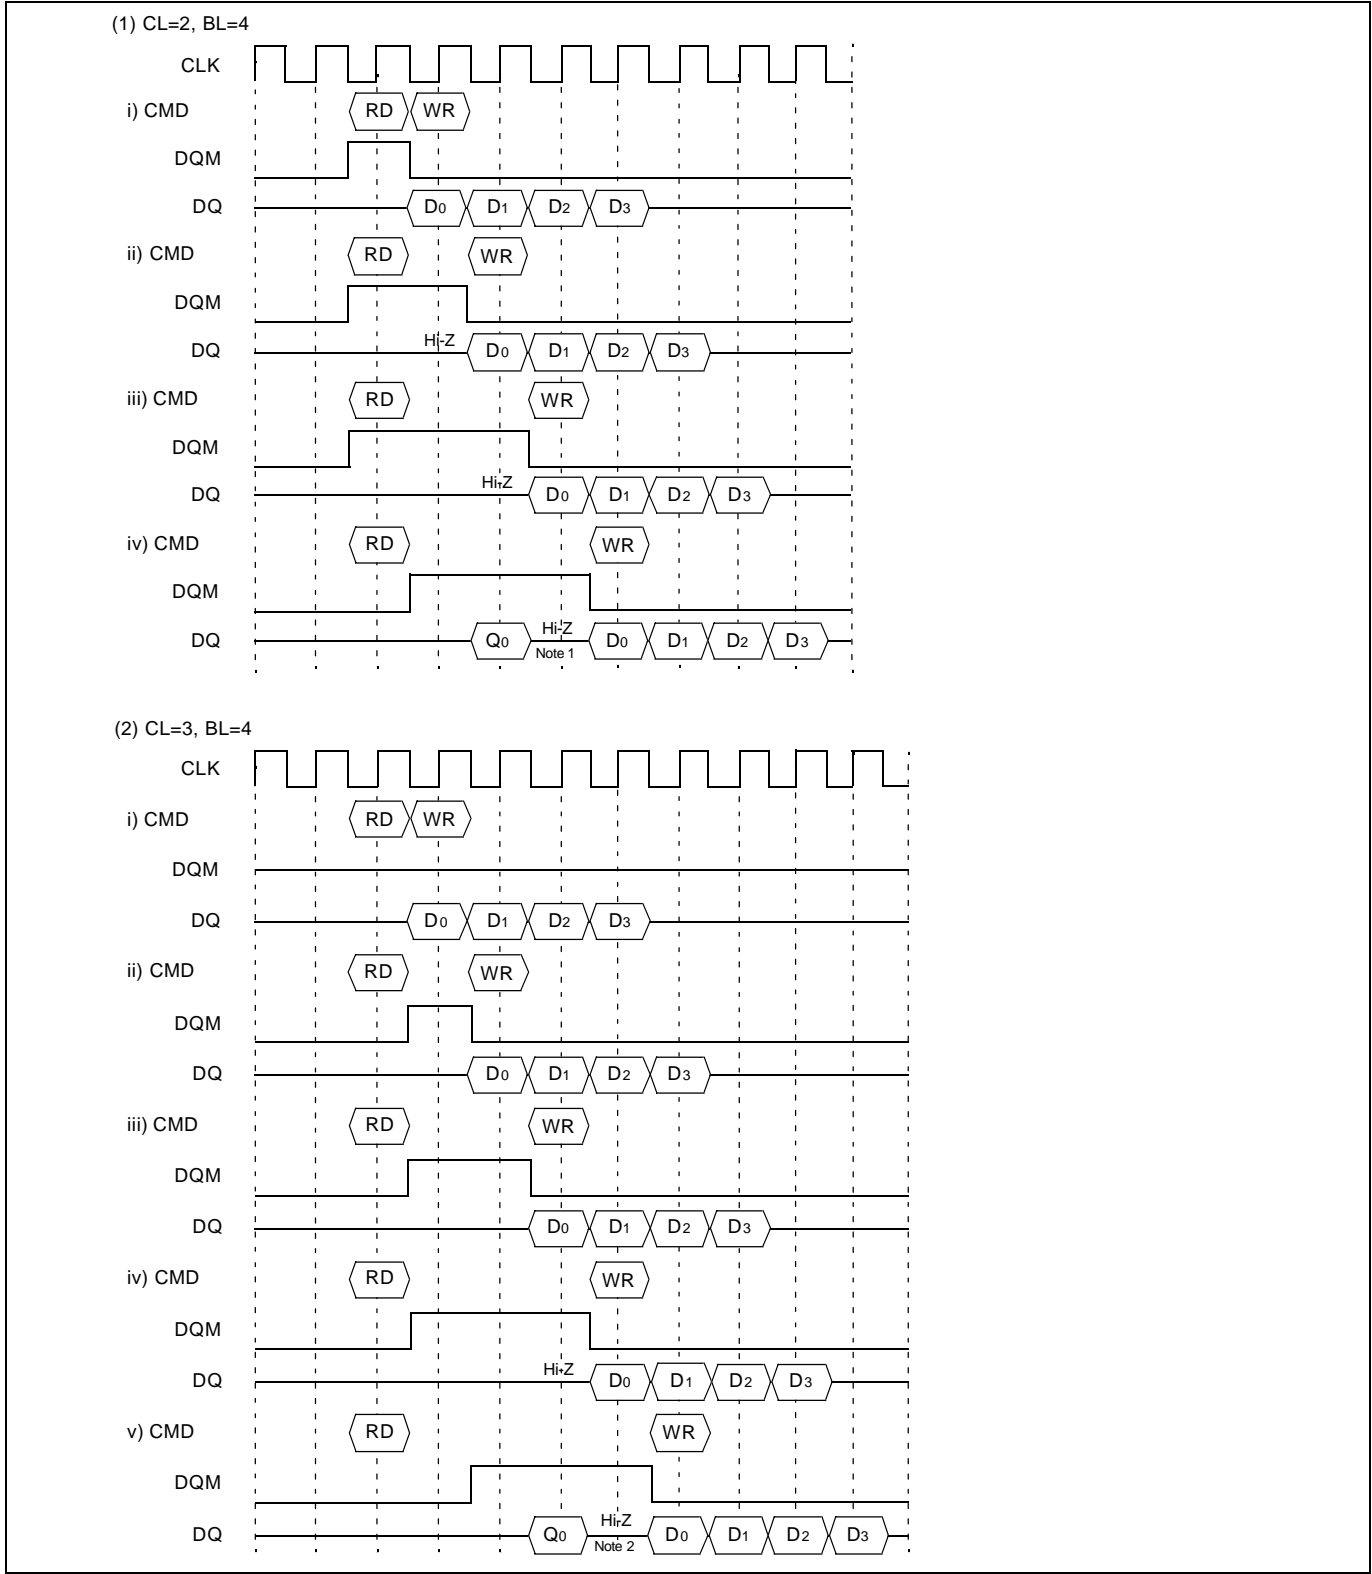 (1) CL=2, BL=4
CLK
i) CMD RD WR
DQM
DQ D0 D1 D2 D3
ii) CMD RD WR
DQM
Hi-Z
DQ D0 D1 D2 D3
iii) CMD RD WR
DQM
Hi-Z
DQ D0 D1 D2 D3
iv) CMD RD WR
DQM
Hi-Z
DQ Q0 D0 D1 D2 D3
Note 1
(2) CL=3, BL=4
CLK
i) CMD RD WR
DQM
DQ D0 D1 D2 D3
ii) CMD RD WR
DQM
DQ D0 D1 D2 D3
iii) CMD RD WR
DQM
DQ D0 D1 D2 D3
iv) CMD RD WR
DQM
Hi-Z
DQ D0 D1 D2 D3
v) CMD RD WR
DQM
Hi-Z
DQ Q0 D0 D1 D2 D3
Note 2